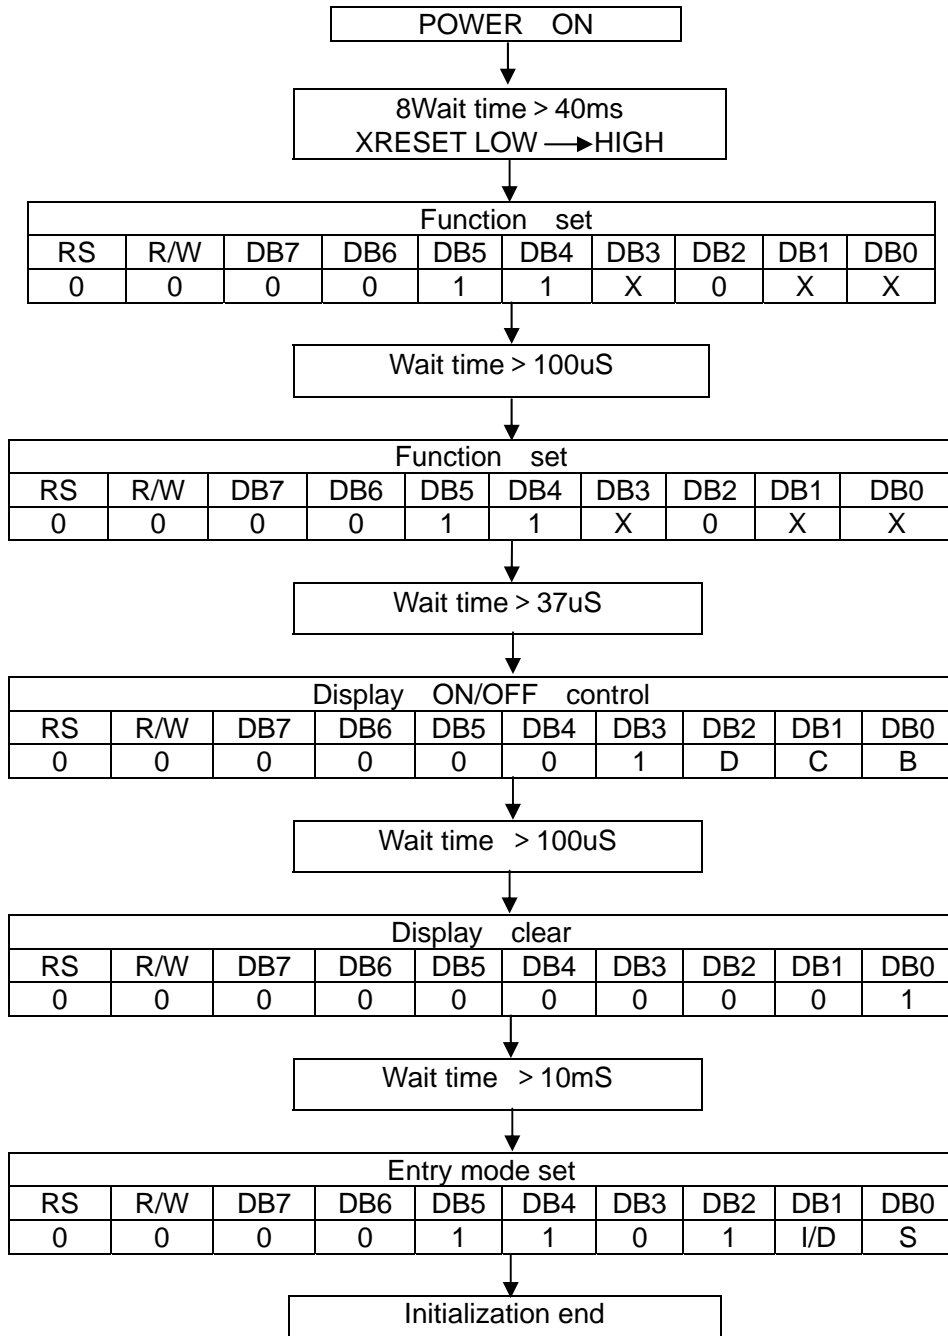 POWER ON
8Wait time > 40ms
XRESET LOW → HIGH
Function set
RS R/W DB7 DB6 DB5 DB4 DB3 DB2 DB1 DB0
0 0 0 0 1 1 X 0 X X
Wait time > 100uS
Function set
RS R/W DB7 DB6 DB5 DB4 DB3 DB2 DB1 DB0
0 0 0 0 1 1 X 0 X X
Wait time > 37uS
Display ON/OFF control
RS R/W DB7 DB6 DB5 DB4 DB3 DB2 DB1 DB0
0 0 0 0 0 0 1 D C B
Wait time > 100uS
Display clear
RS R/W DB7 DB6 DB5 DB4 DB3 DB2 DB1 DB0
0 0 0 0 0 0 0 0 0 1
Wait time > 10mS
Entry mode set
RS R/W DB7 DB6 DB5 DB4 DB3 DB2 DB1 DB0
0 0 0 0 1 1 0 1 I/D S
Initialization end